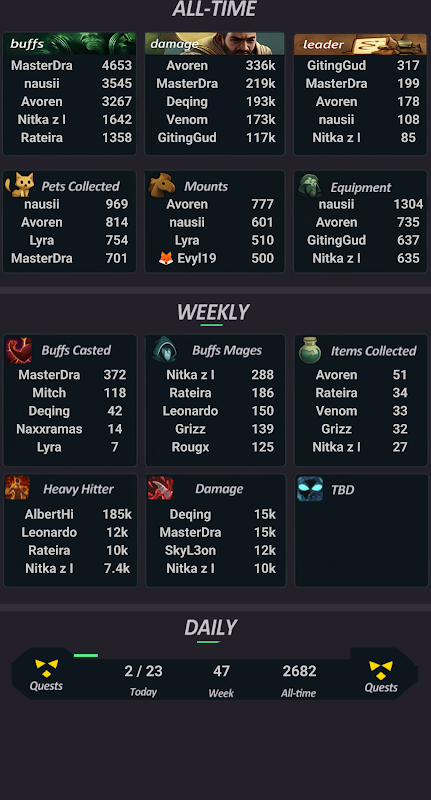 ALL-TIME
buffs
MasterDra 4653
nausii 3545
Avoren 3267
Nitka z l 1642
Rateira 1358
damage
Avoren 336k
MasterDra 219k
Deqing 193k
Venom 173k
GitingGud 117k
leader
GitingGud 317
MasterDra 199
Avoren 178
nausii 108
Nitka z l 85
Pets Collected
nausii 969
Avoren 814
Lyra 754
MasterDra 701
Mounts
Avoren 777
nausii 601
Lyra 510
🦊 Evyl19 500
Equipment
nausii 1304
Avoren 735
GitingGud 637
Nitka z l 635
WEEKLY
Buffs Casted
MasterDra 372
Mitch 118
Deqing 42
Naxxramas 14
Lyra 7
Buffs Mages
Nitka z l 288
Rateira 186
Leonardo 150
Grizz 139
Rougx 125
Items Collected
Avoren 51
Rateira 34
Venom 33
Grizz 32
Nitka z l 27
Heavy Hitter
AlbertHi 185k
Leonardo 12k
Rateira 10k
Nitka z l 7.4k
Damage
Deqing 15k
MasterDra 15k
SkyL3on 12k
Nitka z l 10k
TBD
DAILY
Quests
2 / 23
Today
47
Week
2682
All-time
Quests